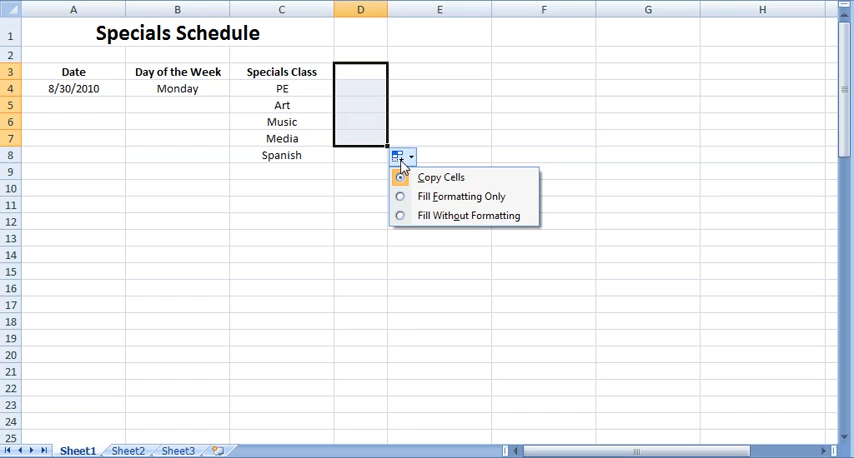 A B C D E F G H
1 Specials Schedule
2
3 Date Day of the Week Specials Class
4 8/30/2010 Monday PE
5 Art
6 Music
7 Media
8 Spanish
9 Copy Cells
10 Fill Formatting Only
11 Fill Without Formatting
12
13
14
15
16
17
18
19
20
21
22
23
24
25
Sheet1 Sheet2 Sheet3